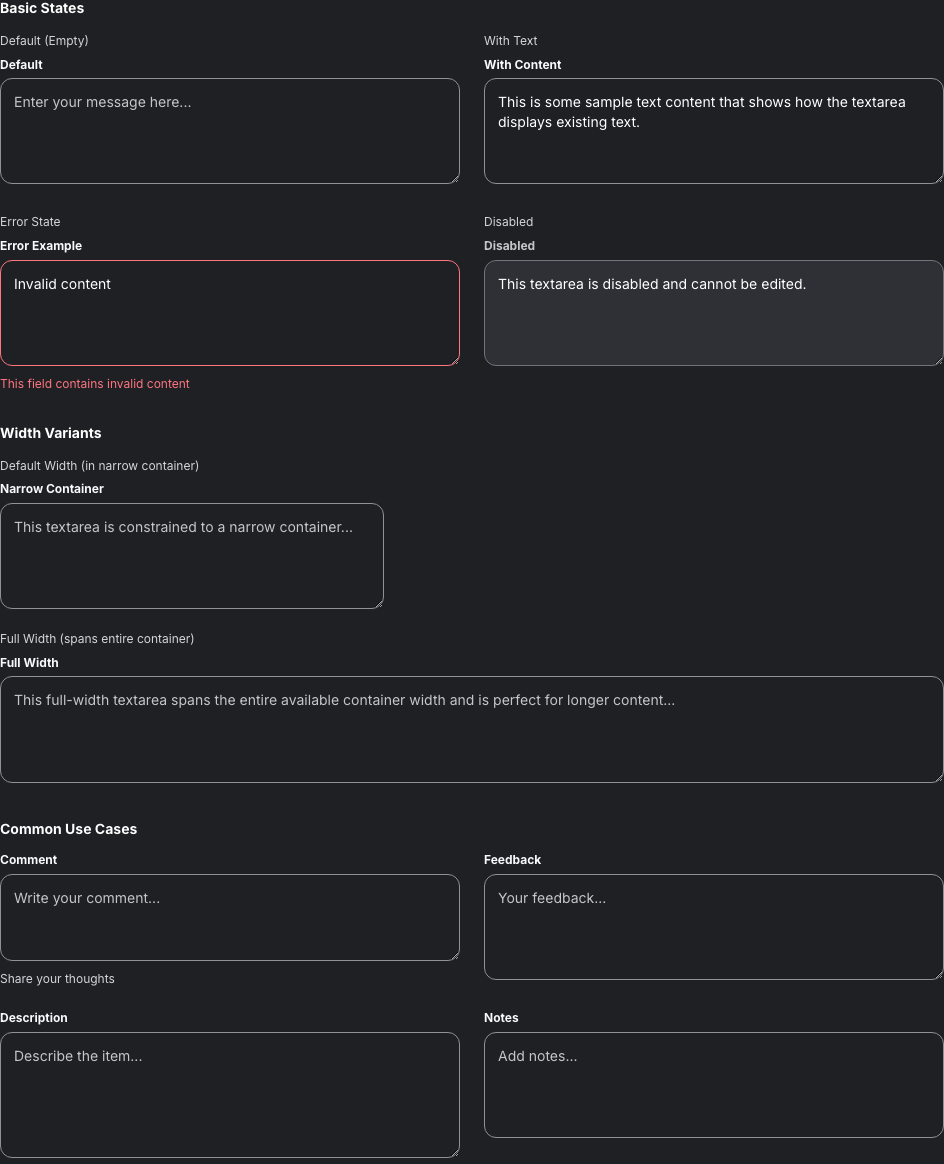 Basic States
Default (Empty)
Default
Enter your message here...
With Text
With Content
This is some sample text content that shows how the textarea
displays existing text.
Error State
Error Example
Invalid content
This field contains invalid content
Disabled
Disabled
This textarea is disabled and cannot be edited.
Width Variants
Default Width (in narrow container)
Narrow Container
This textarea is constrained to a narrow container...
Full Width (spans entire container)
Full Width
This full-width textarea spans the entire available container width and is perfect for longer content...
Common Use Cases
Comment
Write your comment...
Share your thoughts
Feedback
Your feedback...
Description
Describe the item...
Notes
Add notes...